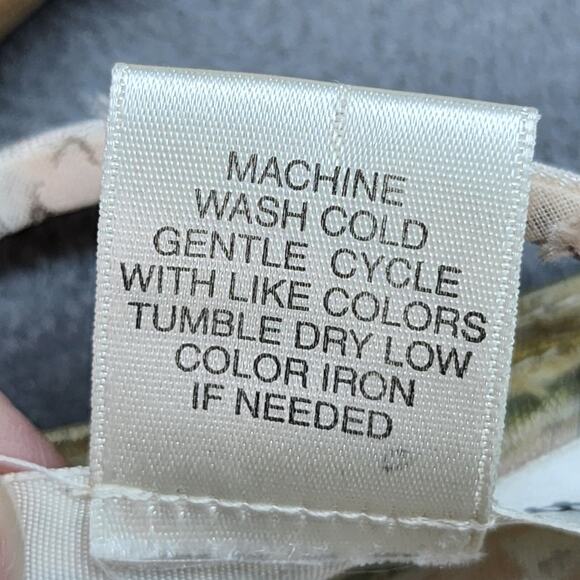 MACHINE
WASH COLD
GENTLE CYCLE
WITH LIKE COLORS
TUMBLE DRY LOW
COLOR IRON
IF NEEDED